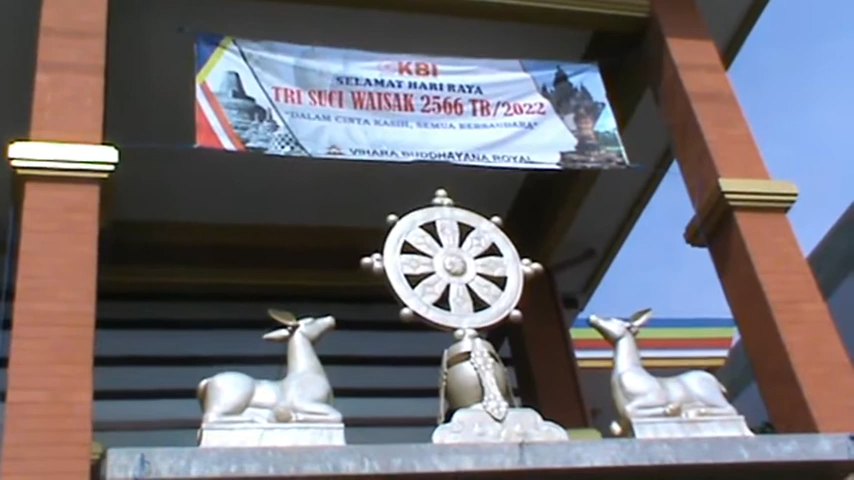 KBI
SELAMAT HARI RAYA
TRI SUCI WAISAK 2566 TB/2022
"DALAM CINTA KASIH, SEMUA BERSAUDARA"
VIHARA BUDDHAYANA ROYAL